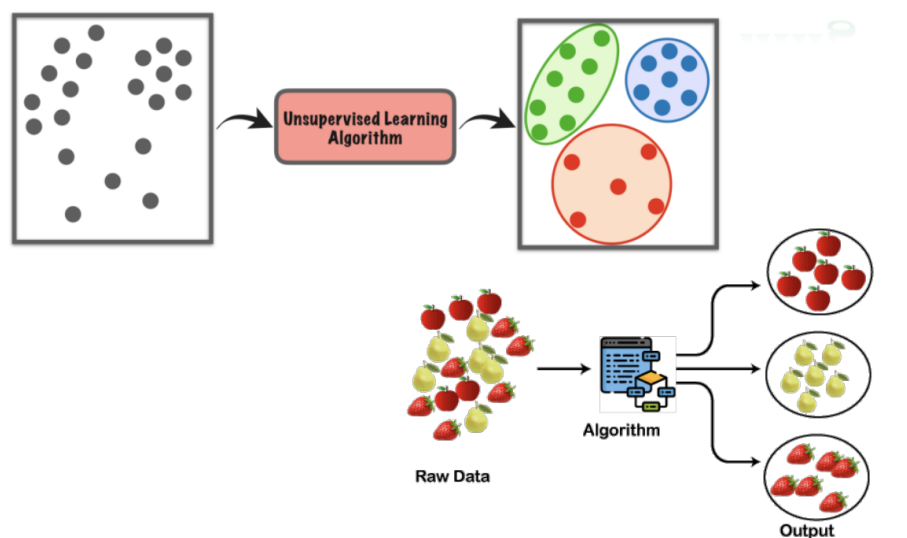 Unsupervised Learning
Algorithm
Algorithm
Raw Data
Output